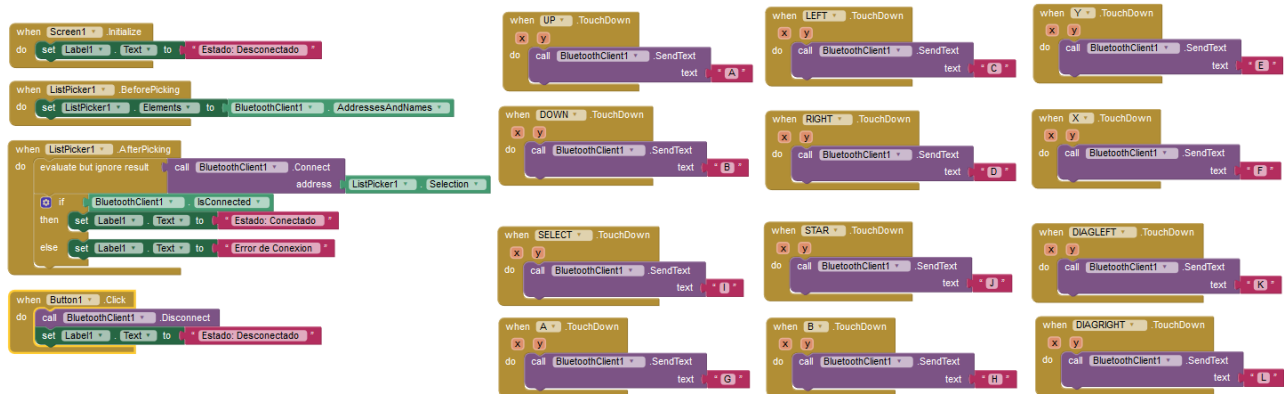 when Screen1 .Initialize
do set Label1 . Text to " Estado: Desconectado "
when ListPicker1 .BeforePicking
do set ListPicker1 . Elements to BluetoothClient1 . AddressesAndNames
when ListPicker1 .AfterPicking
do evaluate but ignore result call BluetoothClient1 .Connect
address ListPicker1 . Selection
if BluetoothClient1 . IsConnected
then set Label1 . Text to " Estado: Conectado "
else set Label1 . Text to " Error de Conexion "
when Button1 .Click
do call BluetoothClient1 .Disconnect
set Label1 . Text to " Estado: Desconectado "
when UP .TouchDown
x y
do call BluetoothClient1 .SendText
text " A "
when DOWN .TouchDown
x y
do call BluetoothClient1 .SendText
text " B "
when SELECT .TouchDown
x y
do call BluetoothClient1 .SendText
text " I "
when A .TouchDown
x y
do call BluetoothClient1 .SendText
text " G "
when LEFT .TouchDown
x y
do call BluetoothClient1 .SendText
text " C "
when RIGHT .TouchDown
x y
do call BluetoothClient1 .SendText
text " D "
when STAR .TouchDown
x y
do call BluetoothClient1 .SendText
text " J "
when B .TouchDown
x y
do call BluetoothClient1 .SendText
text " H "
when Y .TouchDown
x y
do call BluetoothClient1 .SendText
text " E "
when X .TouchDown
x y
do call BluetoothClient1 .SendText
text " F "
when DIAGLEFT .TouchDown
x y
do call BluetoothClient1 .SendText
text " K "
when DIAGRIGHT .TouchDown
x y
do call BluetoothClient1 .SendText
text " L "